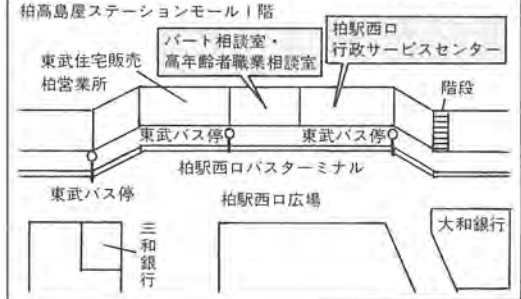 柏高島屋ステーションモール1階
パート相談室・
高年齢者職業相談室
柏駅西口
行政サービスセンター
東武住宅販売
柏営業所
階段
東武バス停
東武バス停
柏駅西口バスターミナル
東武バス停
柏駅西口広場
三和銀行
大和銀行